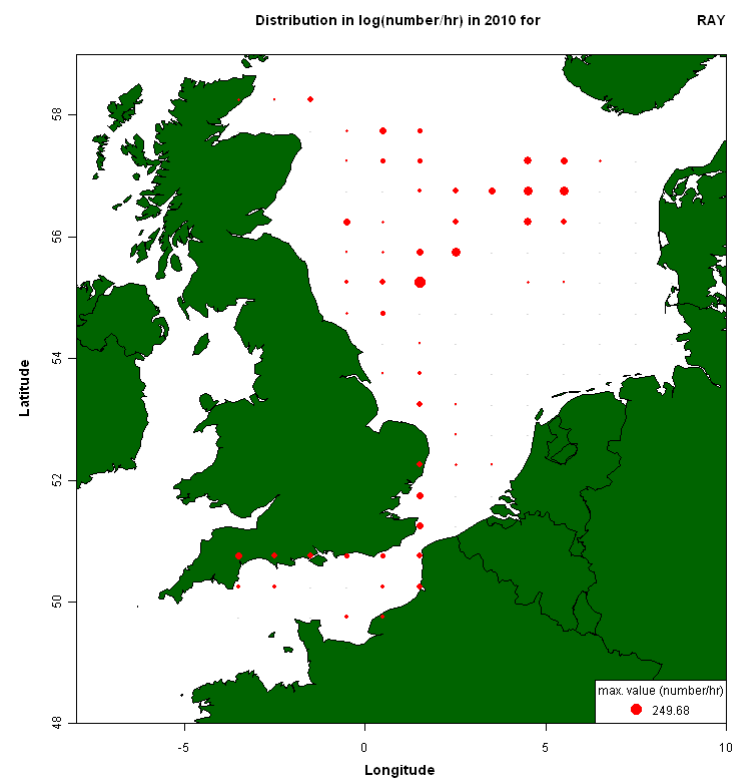 Distribution in log(number/hr) in 2010 for RAY
58
56
54
52
50
48
Latitude
-5 0 5 10
Longitude
max. value (number/hr)
249.68